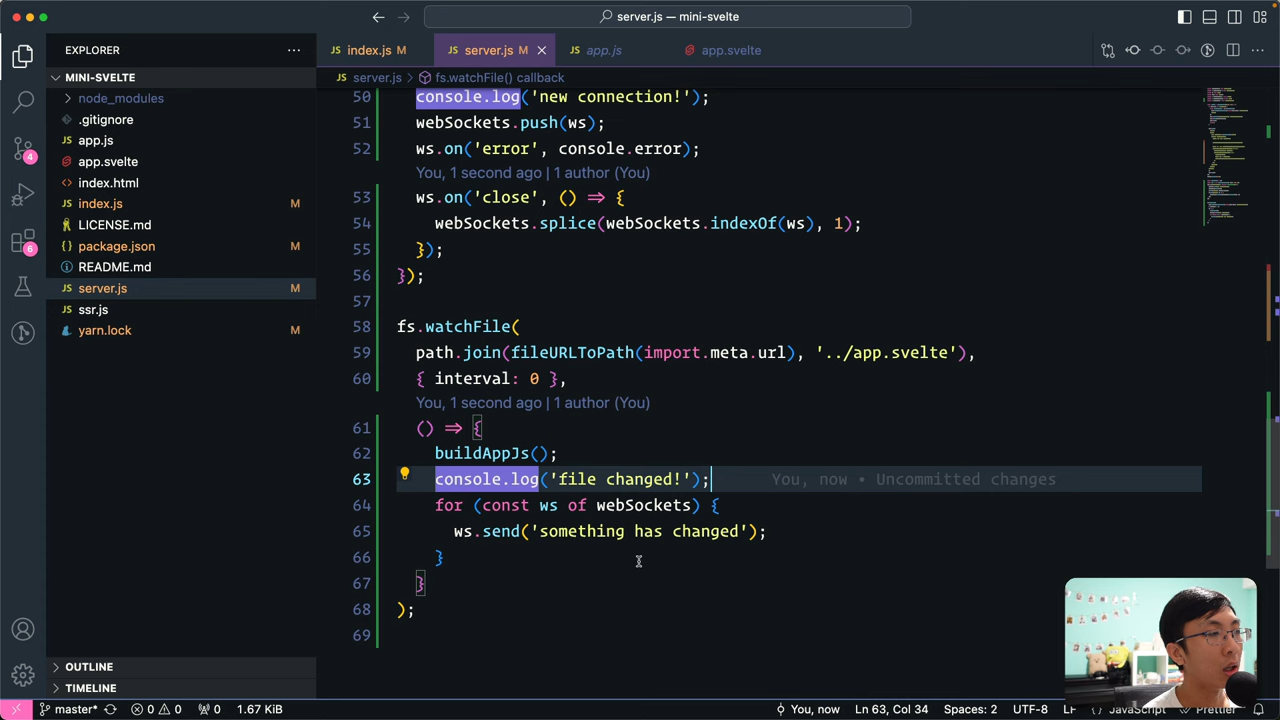 server.js — mini-svelte
EXPLORER
index.js M
server.js M
app.js
app.svelte
MINI-SVELTE
server.js > fs.watchFile() callback
node_modules
.gitignore
app.js
app.svelte
index.html
index.js M
LICENSE.md
package.json M
README.md
server.js M
ssr.js
yarn.lock M
OUTLINE
TIMELINE
4
6
50 console.log('new connection!');
51 webSockets.push(ws);
52 ws.on('error', console.error);
You, 1 second ago | 1 author (You)
53 ws.on('close', () => {
54 webSockets.splice(webSockets.indexOf(ws), 1);
55 });
56 });
57
58 fs.watchFile(
59 path.join(fileURLToPath(import.meta.url), '../app.svelte'),
60 { interval: 0 },
You, 1 second ago | 1 author (You)
61 () => {
62 buildAppJs();
63 console.log('file changed!'); You, now • Uncommitted changes
64 for (const ws of webSockets) {
65 ws.send('something has changed');
66 }
67 }
68 );
69
master* 0 0 0 1.67 KiB You, now Ln 63, Col 34 Spaces: 2 UTF-8 LF {} JavaScript Prettier